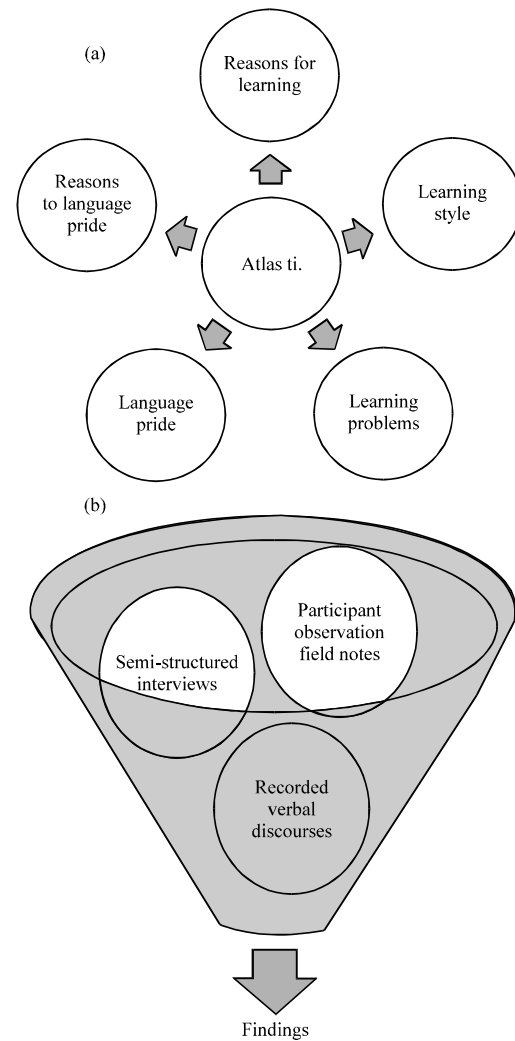 (a)
Reasons for
learning
Reasons
to language
pride
Learning
style
Atlas ti.
Language
pride
Learning
problems
(b)
Participant
observation
field notes
Semi-structured
interviews
Recorded
verbal
discourses
Findings